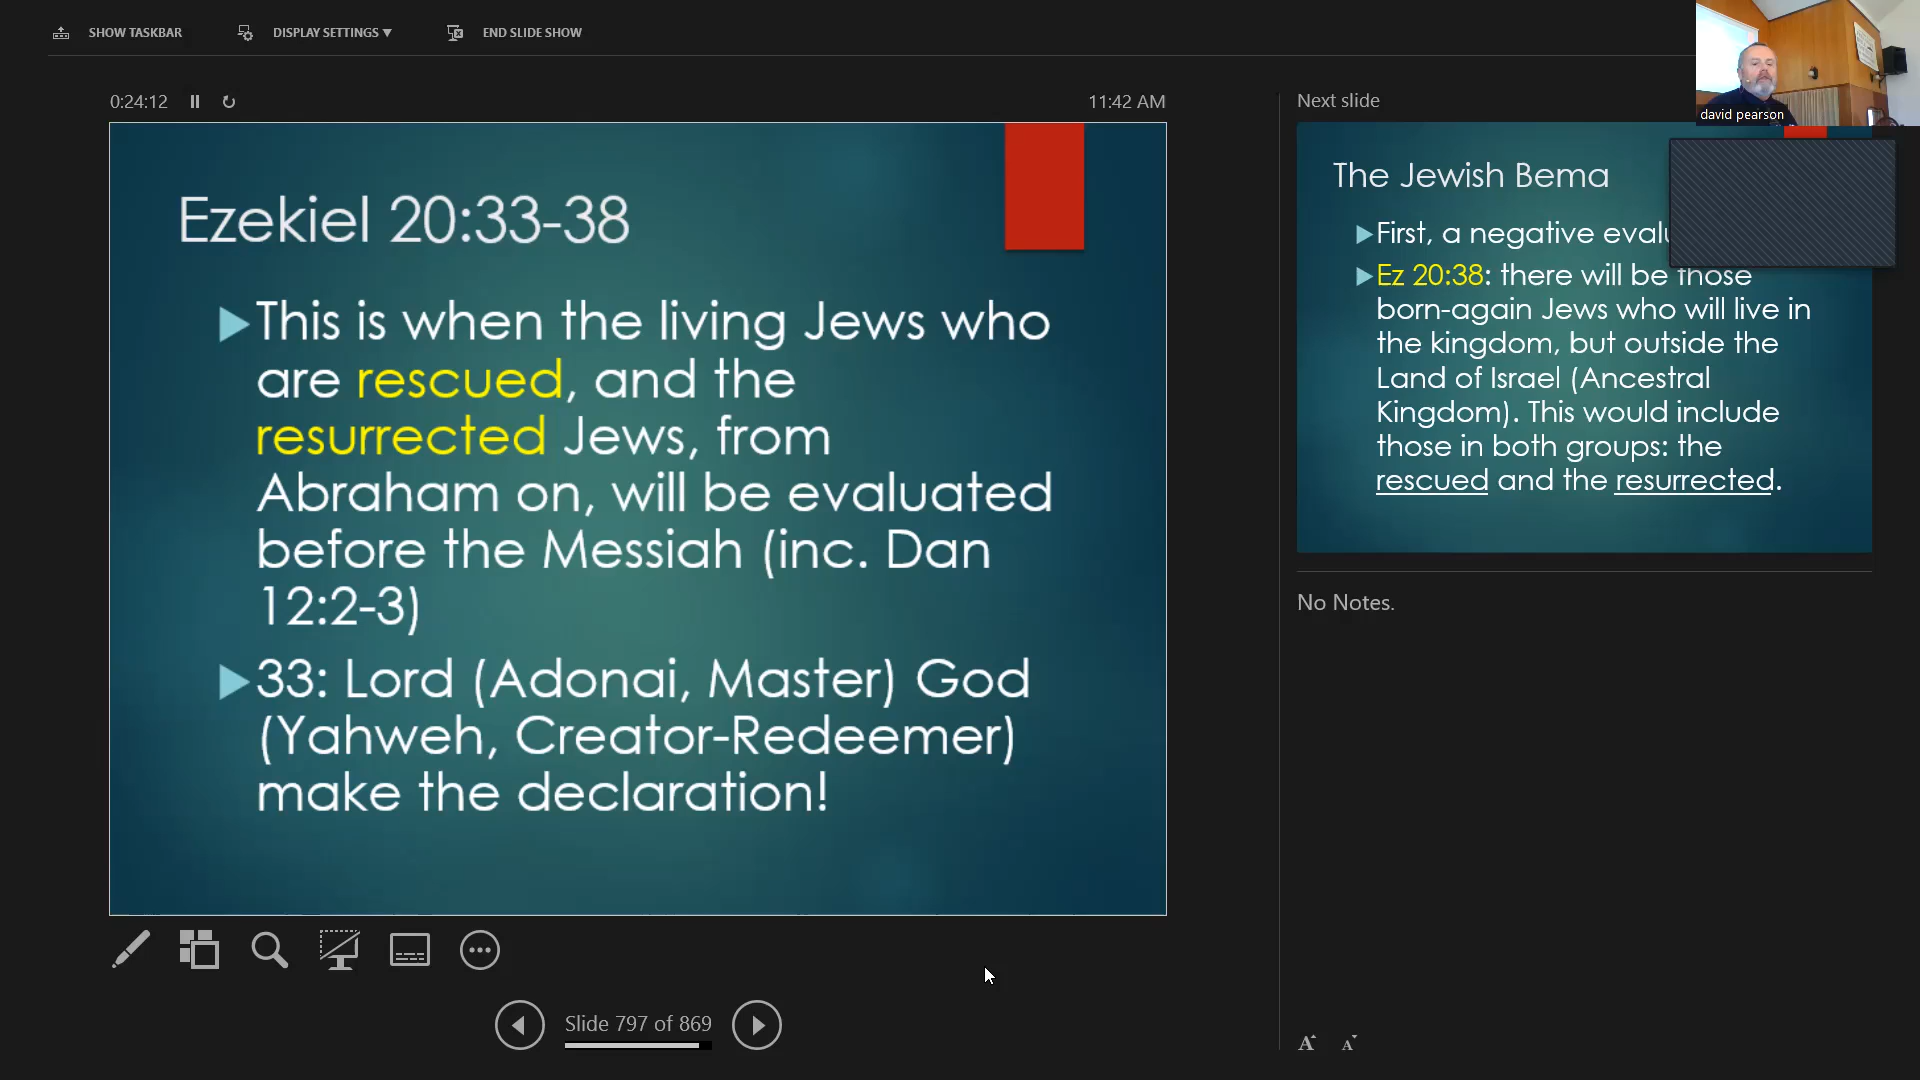 SHOW TASKBAR
DISPLAY SETTINGS ▼
END SLIDE SHOW
0:24:12
11:42 AM
Ezekiel 20:33-38
This is when the living Jews who
are rescued, and the
resurrected Jews, from
Abraham on, will be evaluated
before the Messiah (inc. Dan
12:2-3)
33: Lord (Adonai, Master) God
(Yahweh, Creator-Redeemer)
make the declaration!
Slide 797 of 869
Next slide
david pearson
The Jewish Bema
First, a negative
Ez 20:38: there will be those
born-again Jews who will live in
the kingdom, but outside the
Land of Israel (Ancestral
Kingdom). This would include
those in both groups: the
rescued and the resurrected.
No Notes.
A A